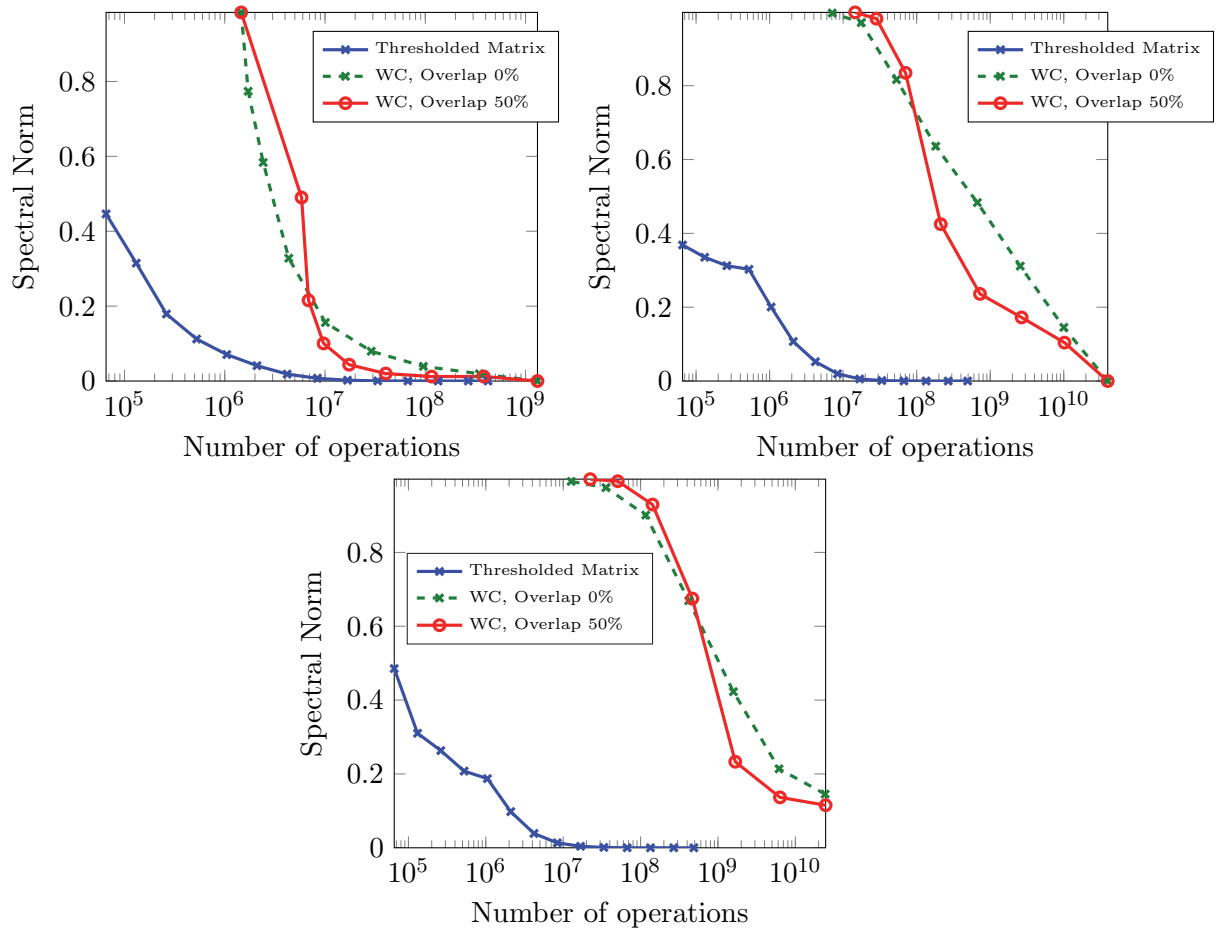 Thresholded Matrix
WC, Overlap 0%
WC, Overlap 50%
Spectral Norm
0.8
0.6
0.4
0.2
0
10^5
10^6
10^7
10^8
10^9
Number of operations
Thresholded Matrix
WC, Overlap 0%
WC, Overlap 50%
Spectral Norm
0.8
0.6
0.4
0.2
0
10^5
10^6
10^7
10^8
10^9
10^10
Number of operations
Thresholded Matrix
WC, Overlap 0%
WC, Overlap 50%
Spectral Norm
0.8
0.6
0.4
0.2
0
10^5
10^6
10^7
10^8
10^9
10^10
Number of operations